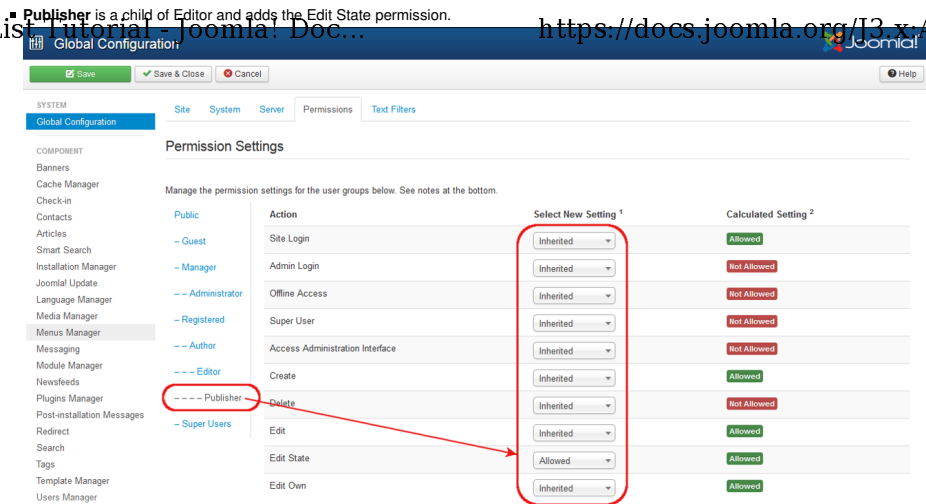 ▪ Publisher is a child of Editor and adds the Edit State permission.
ist Tutorial - Joomla! Doc... https://docs.joomla.org/J3.x:A
Global Configuration Joomla!
Save Save & Close Cancel Help
SYSTEM
Global Configuration
COMPONENT
Banners
Cache Manager
Check-in
Contacts
Articles
Smart Search
Installation Manager
Joomla! Update
Language Manager
Media Manager
Menus Manager
Messaging
Module Manager
Newsfeeds
Plugins Manager
Post-installation Messages
Redirect
Search
Tags
Template Manager
Users Manager
Site System Server Permissions Text Filters
Permission Settings
Manage the permission settings for the user groups below. See notes at the bottom.
Public
– Guest
– Manager
– – Administrator
– Registered
– – Author
– – – Editor
– – – – Publisher
– Super Users
Action Select New Setting 1 Calculated Setting 2
Site Login Inherited Allowed
Admin Login Inherited Not Allowed
Offline Access Inherited Not Allowed
Super User Inherited Not Allowed
Access Administration Interface Inherited Not Allowed
Create Inherited Allowed
Delete Inherited Not Allowed
Edit Inherited Allowed
Edit State Allowed Allowed
Edit Own Inherited Allowed